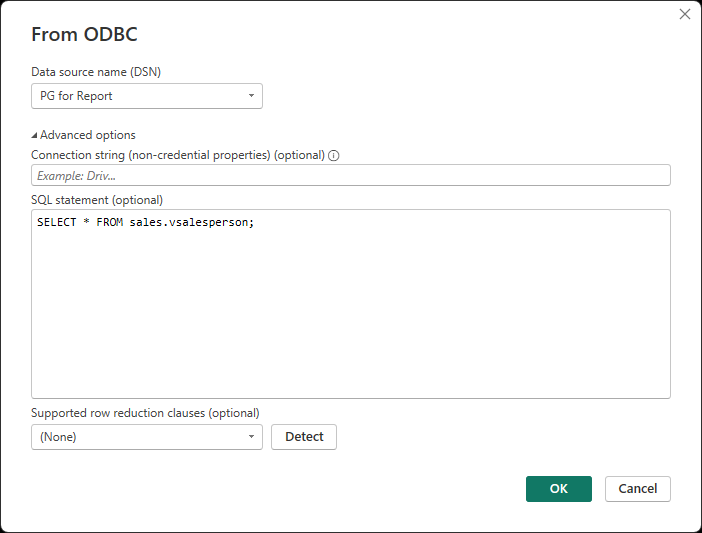 From ODBC
Data source name (DSN)
PG for Report
Advanced options
Connection string (non-credential properties) (optional)
Example: Driv...
SQL statement (optional)
SELECT * FROM sales.vsalesperson;
Supported row reduction clauses (optional)
(None)
Detect
OK
Cancel